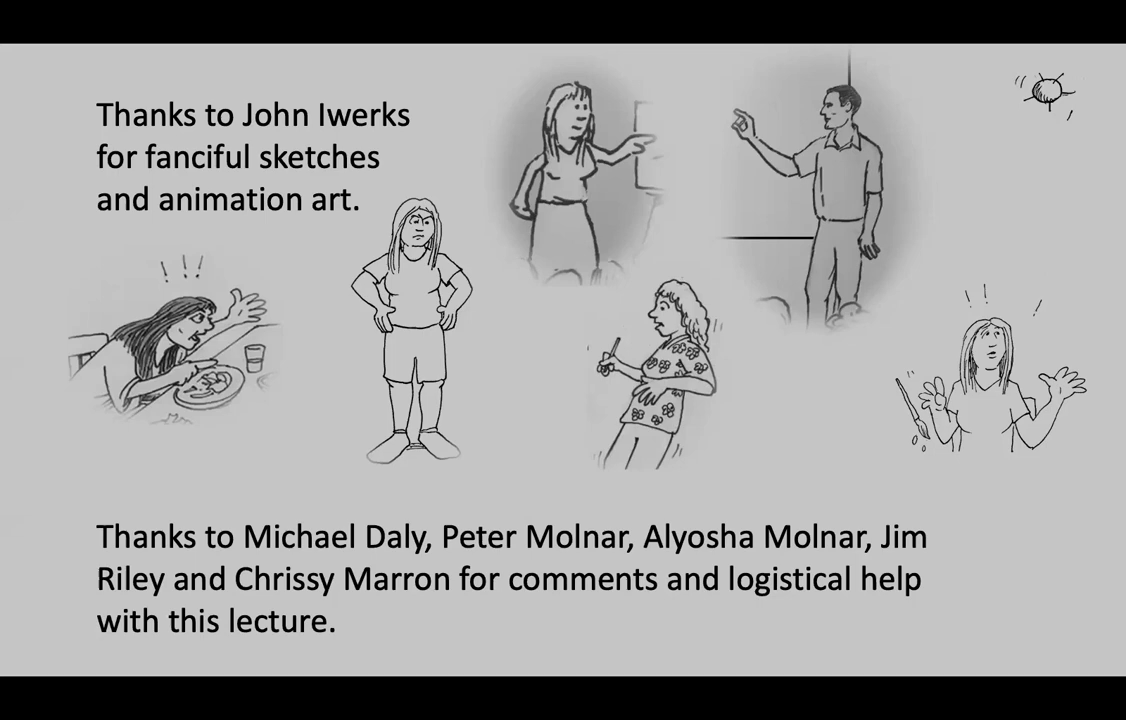 Thanks to John Iwerks
for fanciful sketches
and animation art.
! ! !
Thanks to Michael Daly, Peter Molnar, Alyosha Molnar, Jim
Riley and Chrissy Marron for comments and logistical help
with this lecture.